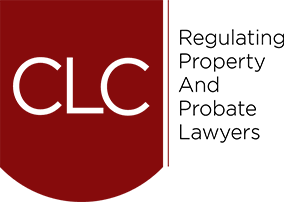 CLC
Regulating
Property
And
Probate
Lawyers